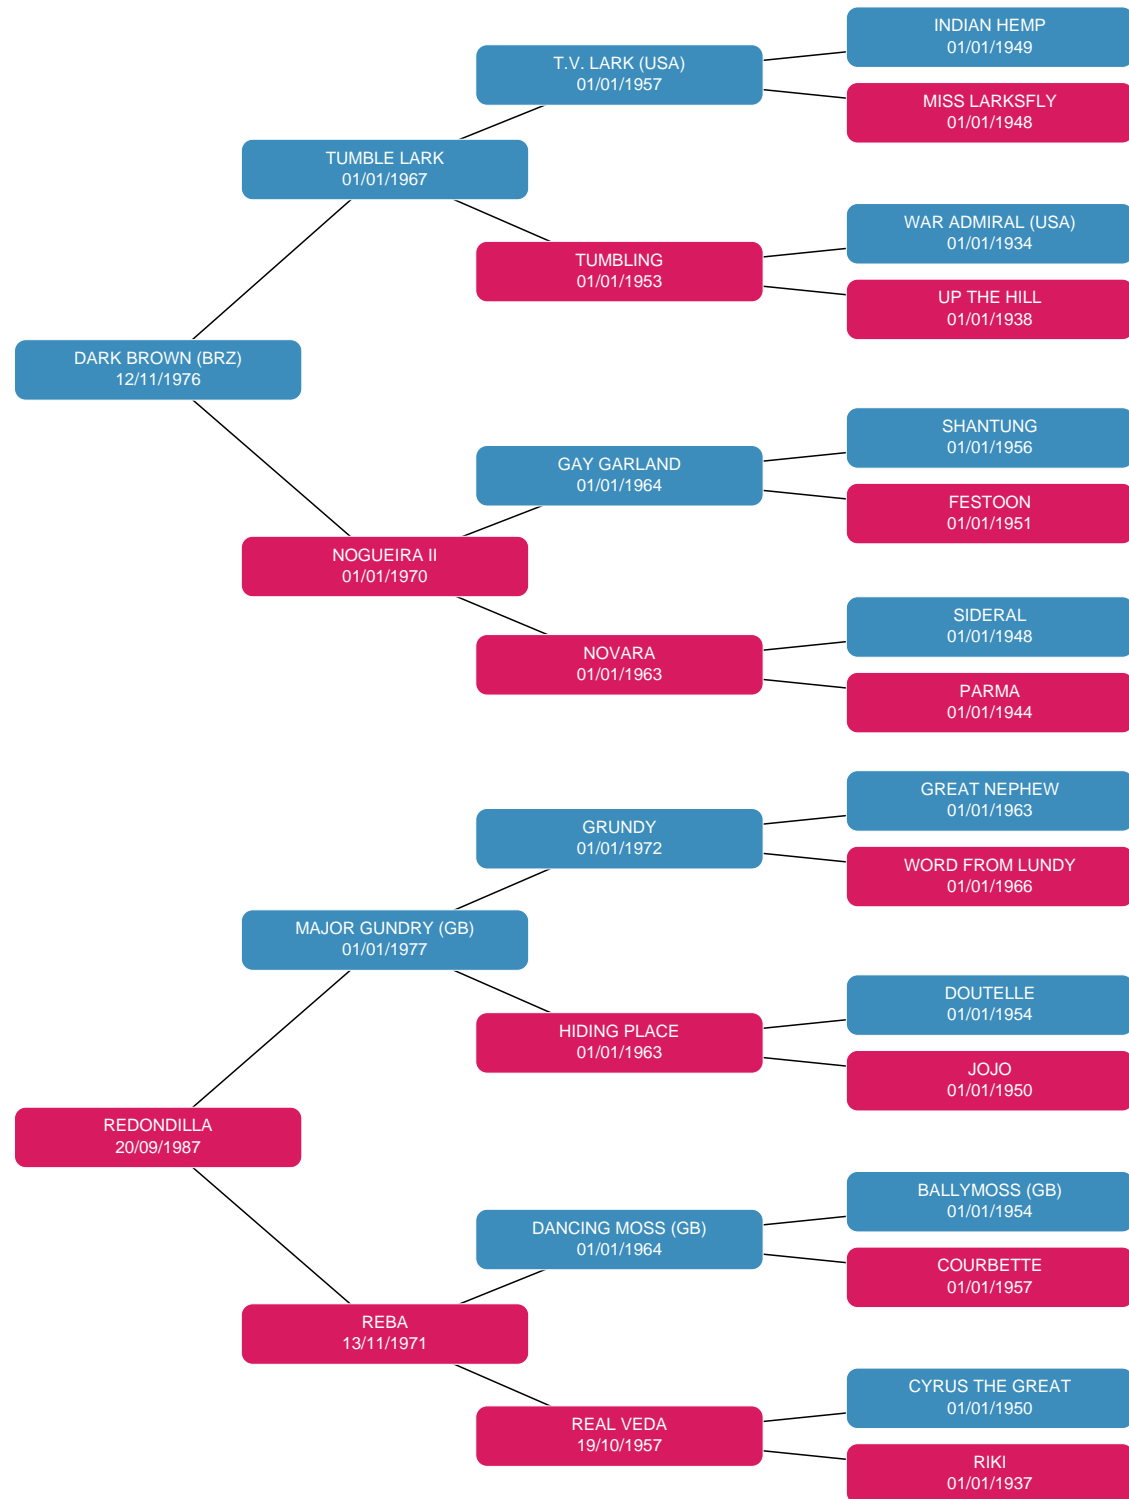 INDIAN HEMP
01/01/1949
T.V. LARK (USA)
01/01/1957
MISS LARKSFLY
01/01/1948
TUMBLE LARK
01/01/1967
WAR ADMIRAL (USA)
01/01/1934
TUMBLING
01/01/1953
UP THE HILL
01/01/1938
DARK BROWN (BRZ)
12/11/1976
SHANTUNG
01/01/1956
GAY GARLAND
01/01/1964
FESTOON
01/01/1951
NOGUEIRA II
01/01/1970
SIDERAL
01/01/1948
NOVARA
01/01/1963
PARMA
01/01/1944
GREAT NEPHEW
01/01/1963
GRUNDY
01/01/1972
WORD FROM LUNDY
01/01/1966
MAJOR GUNDRY (GB)
01/01/1977
DOUTELLE
01/01/1954
HIDING PLACE
01/01/1963
JOJO
01/01/1950
REDONDILLA
20/09/1987
BALLYMOSS (GB)
01/01/1954
DANCING MOSS (GB)
01/01/1964
COURBETTE
01/01/1957
REBA
13/11/1971
CYRUS THE GREAT
01/01/1950
REAL VEDA
19/10/1957
RIKI
01/01/1937